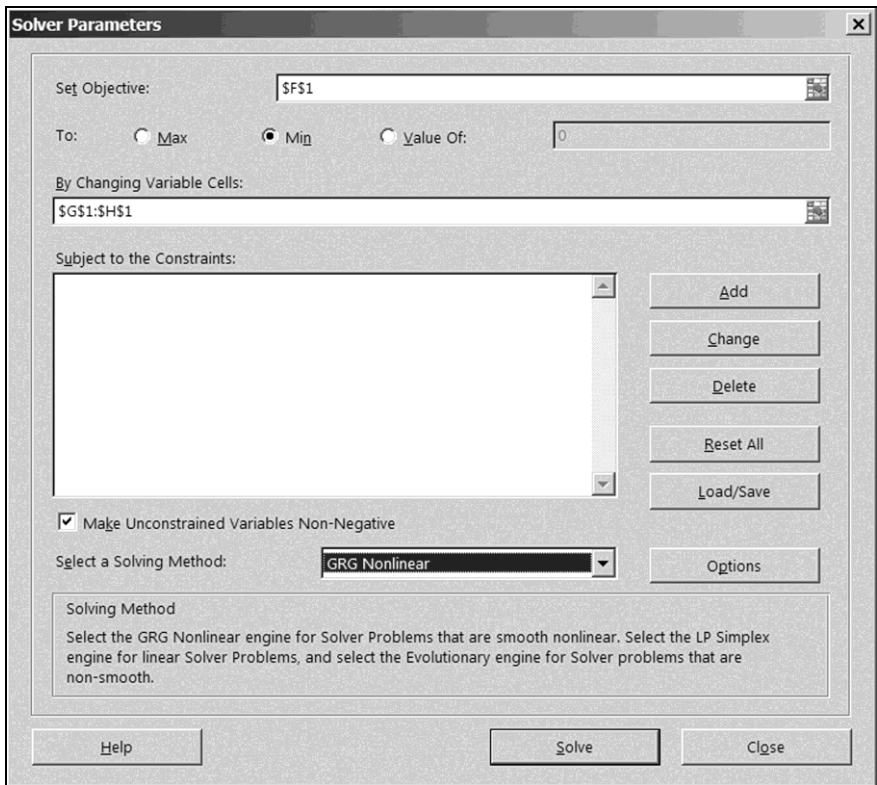 Solver Parameters
Set Objective:
$F$1
To:
Max
Min
Value Of:
0
By Changing Variable Cells:
$G$1:$H$1
Subject to the Constraints:
Add
Change
Delete
Reset All
Load/Save
Make Unconstrained Variables Non-Negative
Select a Solving Method:
GRG Nonlinear
Options
Solving Method
Select the GRG Nonlinear engine for Solver Problems that are smooth nonlinear. Select the LP Simplex
engine for linear Solver Problems, and select the Evolutionary engine for Solver problems that are
non-smooth.
Help
Solve
Close